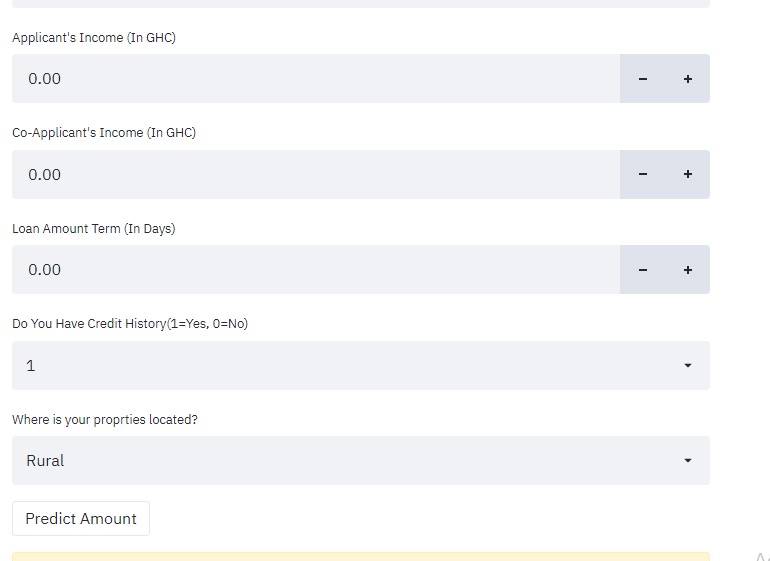 Applicant's Income (In GHC)
0.00
Co-Applicant's Income (In GHC)
0.00
Loan Amount Term (In Days)
0.00
Do You Have Credit History(1=Yes, 0=No)
1
Where is your proprties located?
Rural
Predict Amount